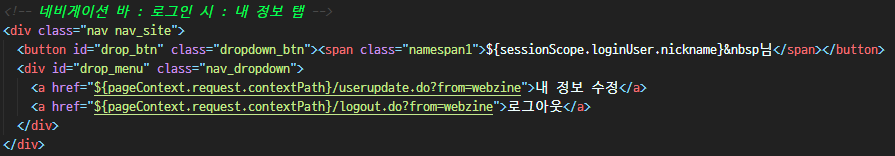 <!-- 네비게이션 바 : 로그인 시 : 내 정보 탭 -->
<div class="nav nav_site">
<button id="drop_btn" class="dropdown_btn"><span class="namespan1">${sessionScope.loginUser.nickname}&nbsp님</span></button>
<div id="drop_menu" class="nav_dropdown">
<a href="${pageContext.request.contextPath}/userupdate.do?from=webzine">내 정보 수정</a>
<a href="${pageContext.request.contextPath}/logout.do?from=webzine">로그아웃</a>
</div>
</div>